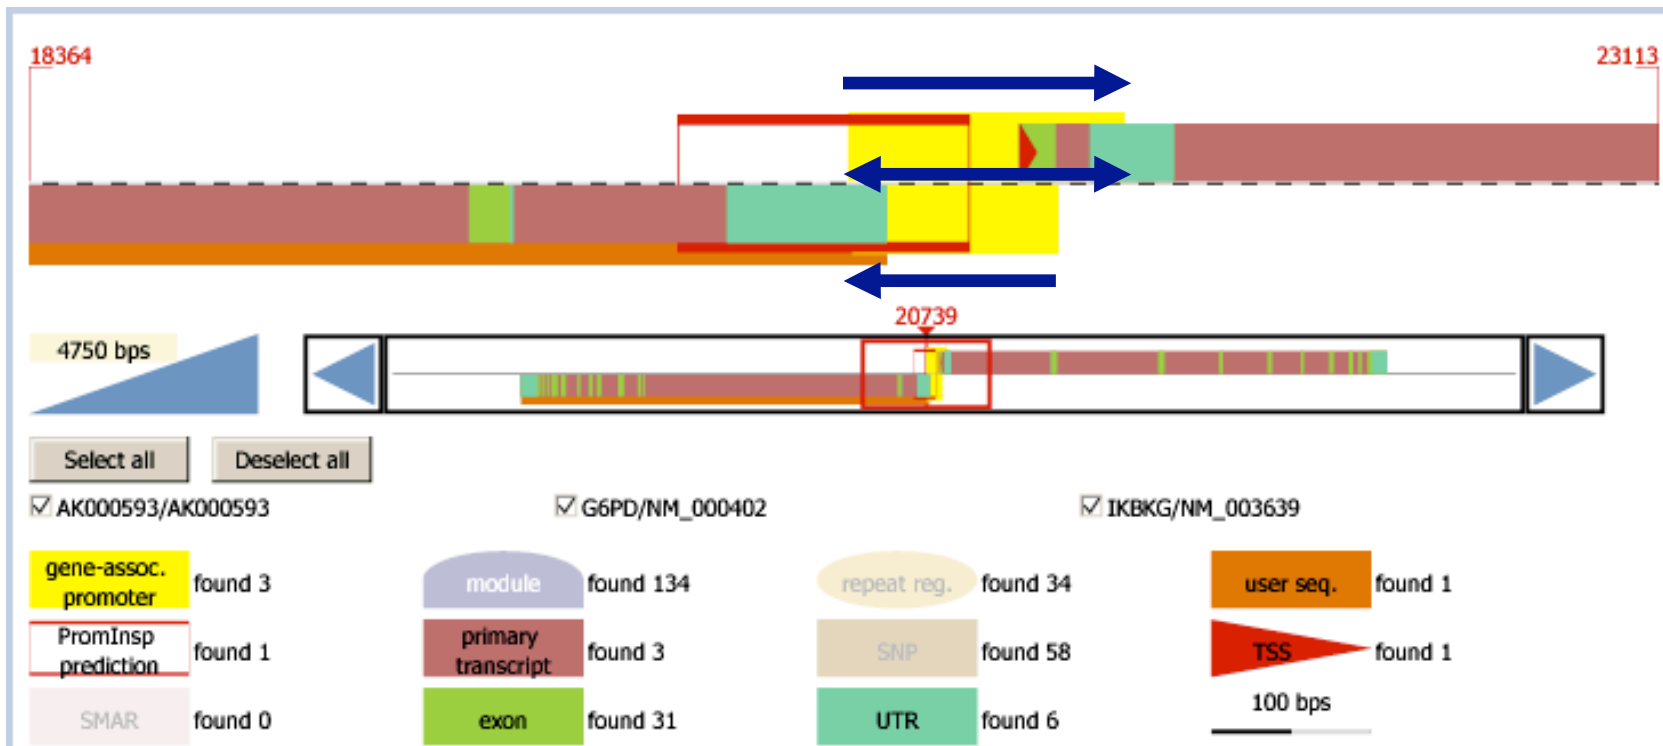 18364 23113
20739
4750 bps
Select all Deselect all
AK000593/AK000593 G6PD/NM_000402 IKBKG/NM_003639
gene-assoc. promoter found 3 module found 134 repeat reg. found 34 user seq. found 1
PromInsp prediction found 1 primary transcript found 3 SNP found 58 TSS found 1
SMAR found 0 exon found 31 UTR found 6 100 bps